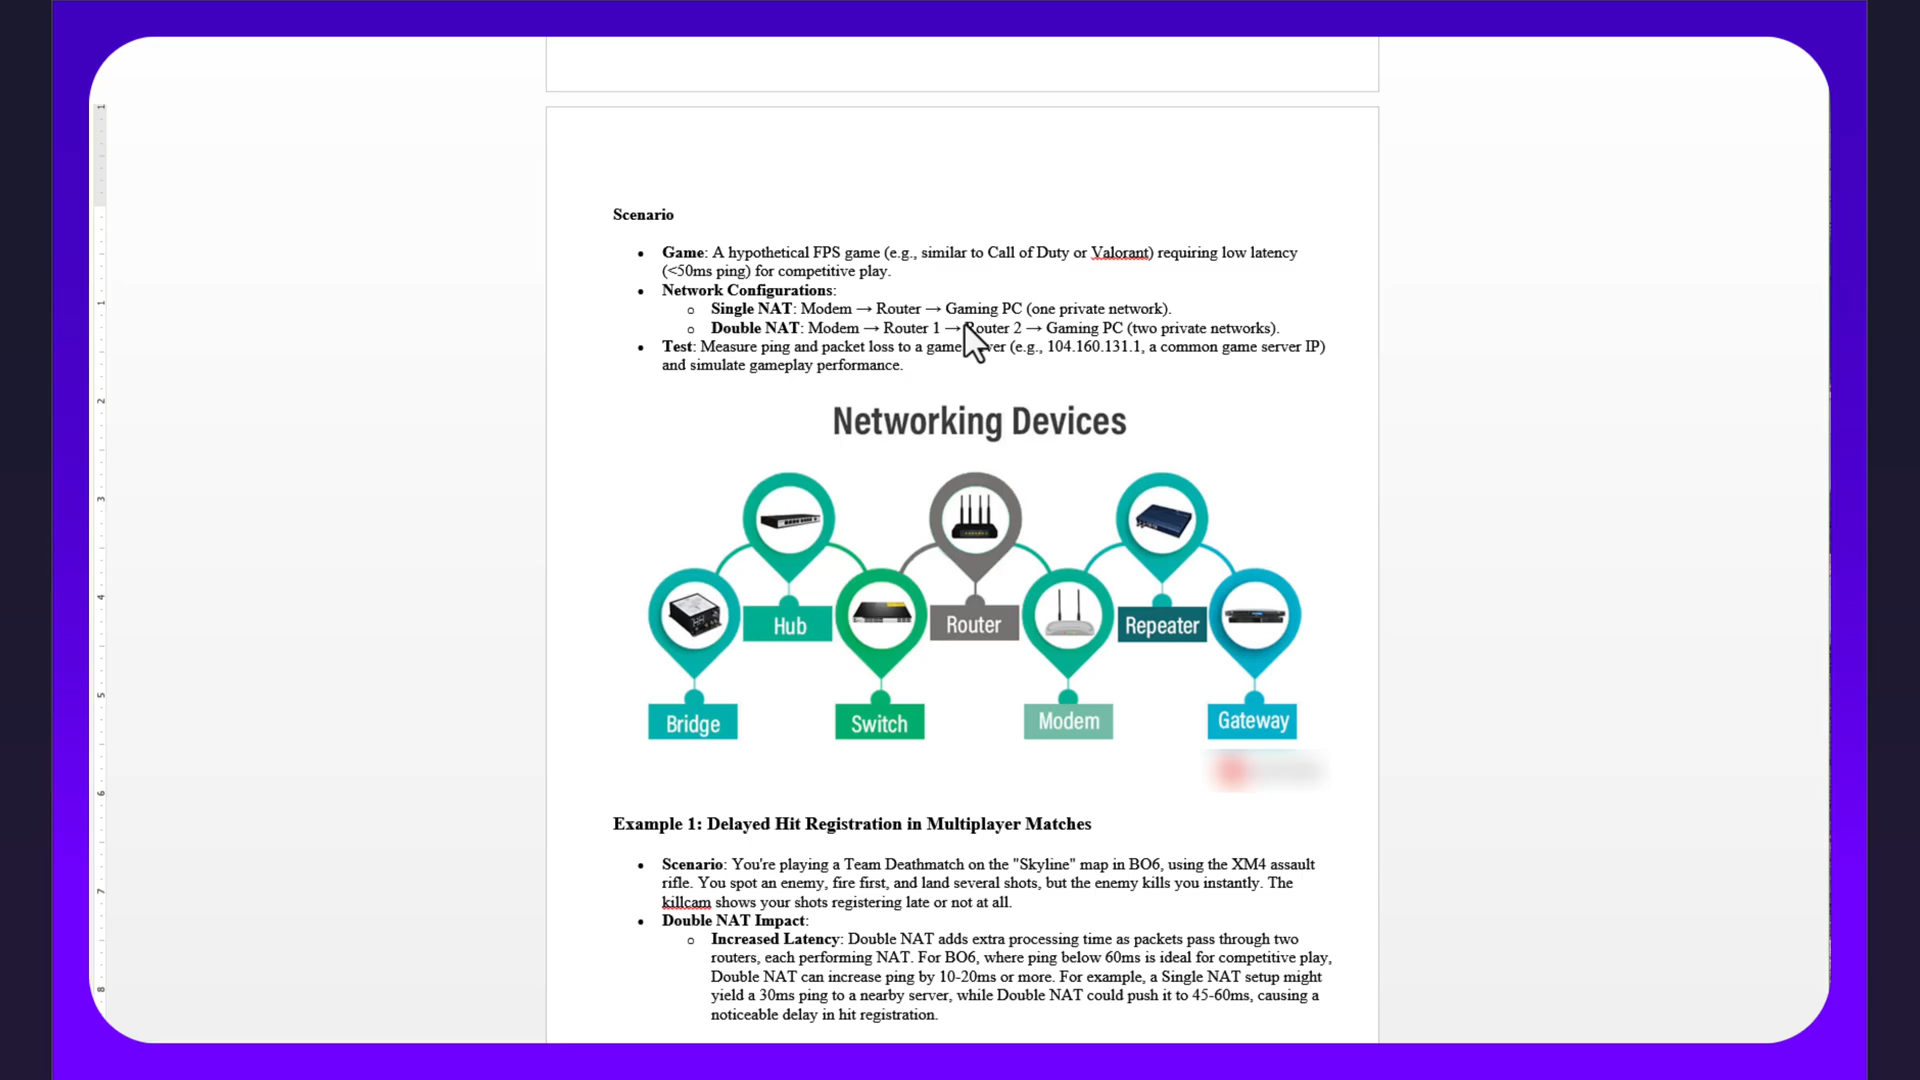 Scenario
• Game: A hypothetical FPS game (e.g., similar to Call of Duty or Valorant) requiring low latency
(<50ms ping) for competitive play.
• Network Configurations:
o Single NAT: Modem → Router → Gaming PC (one private network).
o Double NAT: Modem → Router 1 → Router 2 → Gaming PC (two private networks).
• Test: Measure ping and packet loss to a game (e.g., 104.160.131.1, a common game server IP)
and simulate gameplay performance.
Networking Devices
Hub
Router
Repeater
Bridge
Switch
Modem
Gateway
Example 1: Delayed Hit Registration in Multiplayer Matches
• Scenario: You're playing a Team Deathmatch on the "Skyline" map in BO6, using the XM4 assault
rifle. You spot an enemy, fire first, and land several shots, but the enemy kills you instantly. The
killcam shows your shots registering late or not at all.
• Double NAT Impact:
o Increased Latency: Double NAT adds extra processing time as packets pass through two
routers, each performing NAT. For BO6, where ping below 60ms is ideal for competitive play,
Double NAT can increase ping by 10-20ms or more. For example, a Single NAT setup might
yield a 30ms ping to a nearby server, while Double NAT could push it to 45-60ms, causing a
noticeable delay in hit registration.
1
1
2
3
4
5
6
7
8